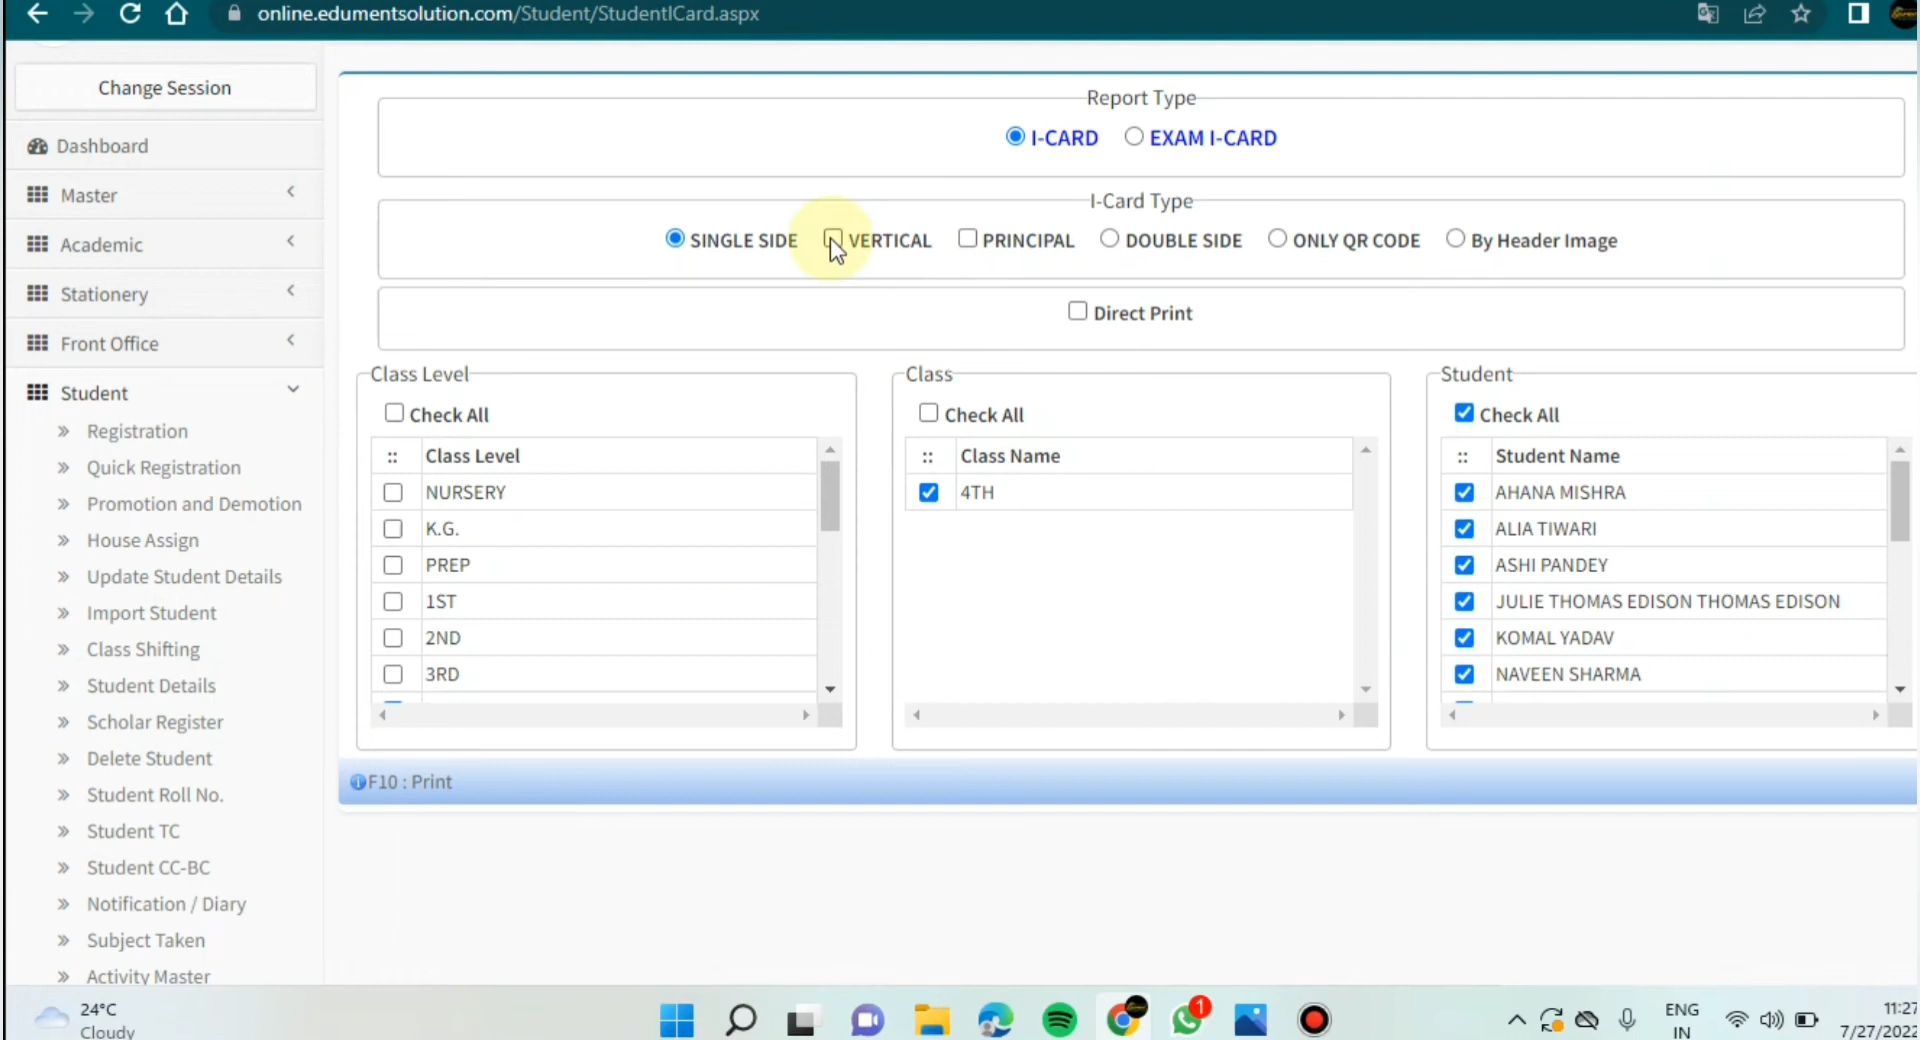 online.edumentsolution.com/Student/StudentICard.aspx
Change Session
Dashboard
Master
Academic
Stationery
Front Office
Student
Registration
Quick Registration
Promotion and Demotion
House Assign
Update Student Details
Import Student
Class Shifting
Student Details
Scholar Register
Delete Student
Student Roll No.
Student TC
Student CC-BC
Notification / Diary
Subject Taken
Activity Master
Report Type
I-CARD EXAM I-CARD
I-Card Type
SINGLE SIDE VERTICAL PRINCIPAL DOUBLE SIDE ONLY QR CODE By Header Image
Direct Print
Class Level
Check All
:: Class Level
NURSERY
K.G.
PREP
1ST
2ND
3RD
Class
Check All
:: Class Name
4TH
Student
Check All
:: Student Name
AHANA MISHRA
ALIA TIWARI
ASHI PANDEY
JULIE THOMAS EDISON THOMAS EDISON
KOMAL YADAV
NAVEEN SHARMA
F10 : Print
24°C
Cloudy
1
ENG
IN
11:27
7/27/2022